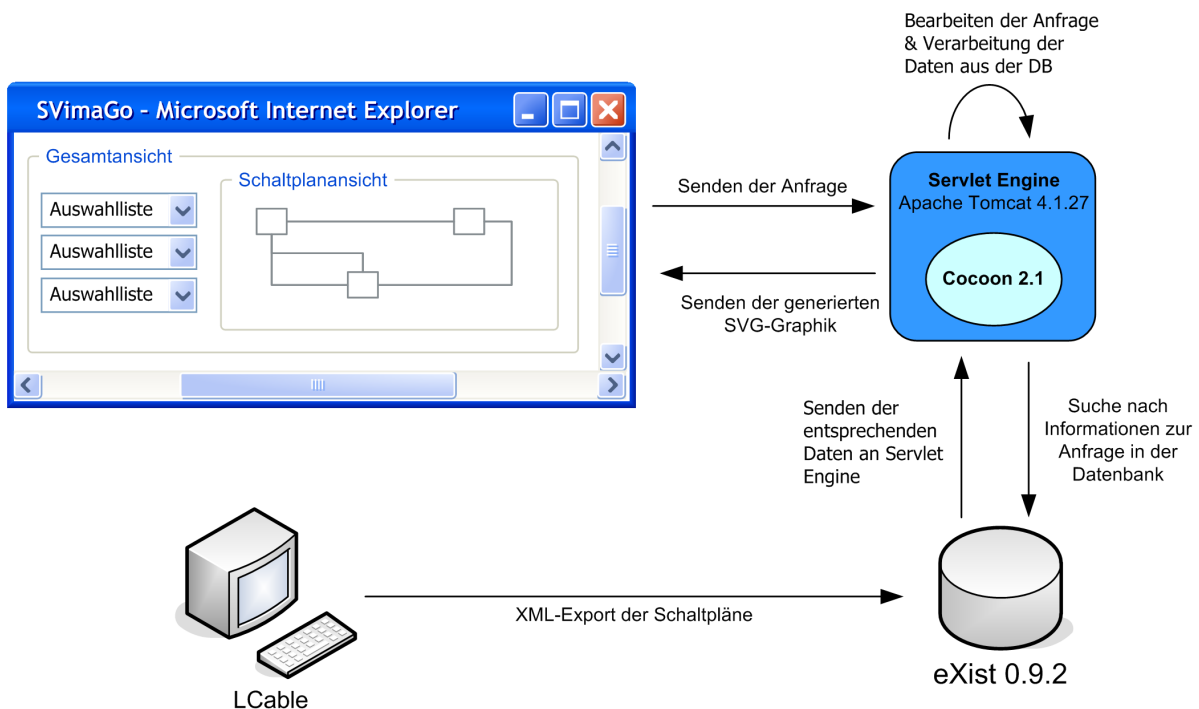 Bearbeiten der Anfrage
& Verarbeitung der
Daten aus der DB
SVimaGo - Microsoft Internet Explorer
Gesamtansicht
Schaltplanansicht
Auswahlliste
Auswahlliste
Auswahlliste
Senden der Anfrage
Senden der generierten
SVG-Graphik
Servlet Engine
Apache Tomcat 4.1.27
Cocoon 2.1
Senden der
entsprechenden
Daten an Servlet
Engine
Suche nach
Informationen zur
Anfrage in der
Datenbank
XML-Export der Schaltpläne
LCable
eXist 0.9.2